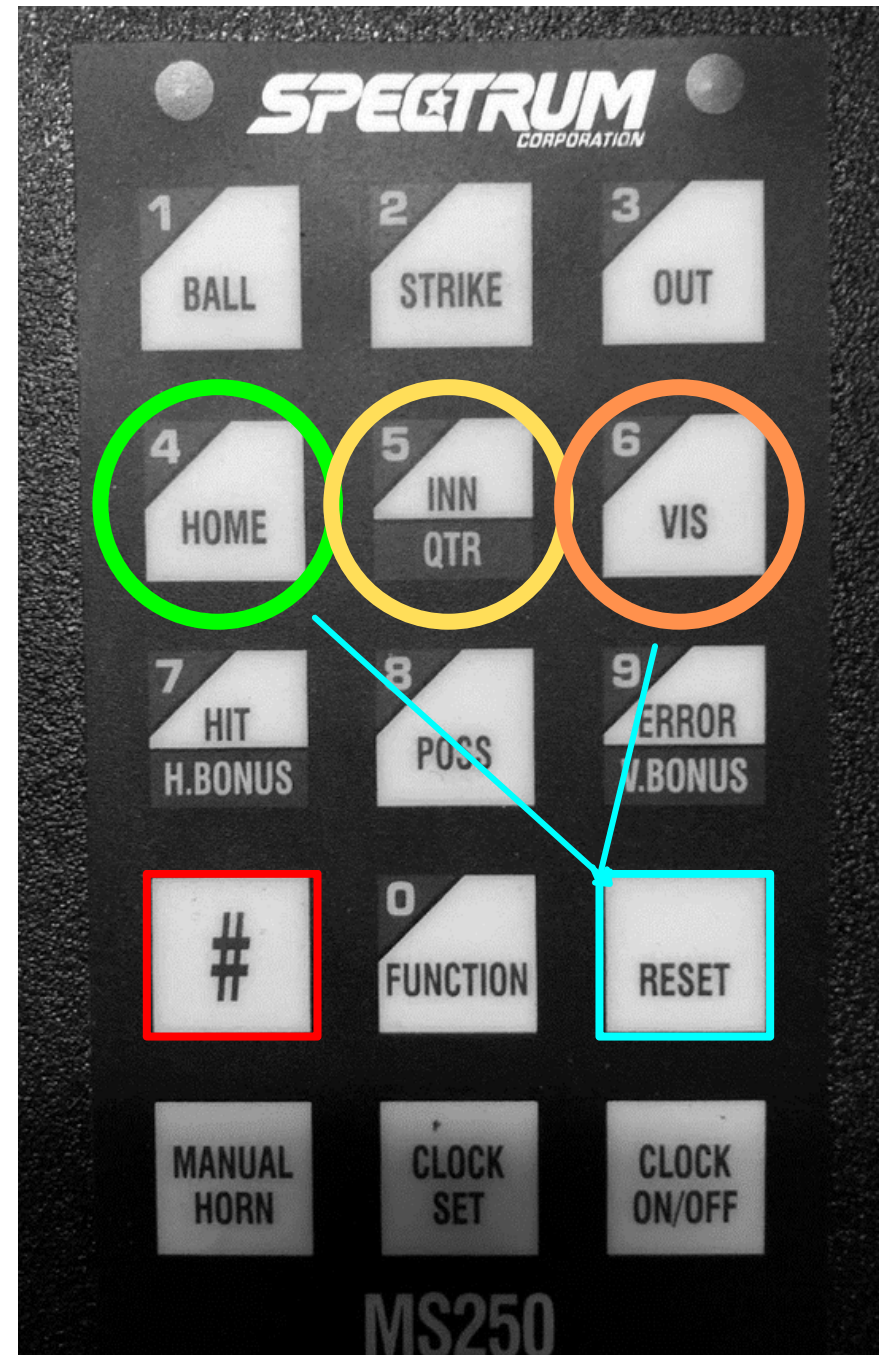 SPECTRUM
CORPORATION
1 2 3
BALL STRIKE OUT
4 5 6
HOME INN VIS
QTR
7 8 9
HIT POSS ERROR
H.BONUS V.BONUS
0
# FUNCTION RESET
MANUAL CLOCK CLOCK
HORN SET ON/OFF
MS250